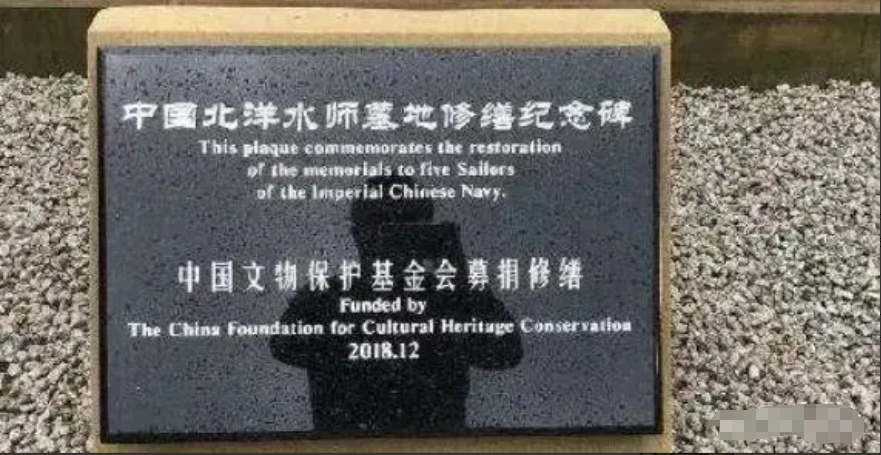 中国北洋水师墓地修缮纪念碑
This plaque commemorates the restoration
of the memorials to five Sailors
of the Imperial Chinese Navy.
中国文物保护基金会募捐修缮
Funded by
The China Foundation for Cultural Heritage Conservation
2018.12